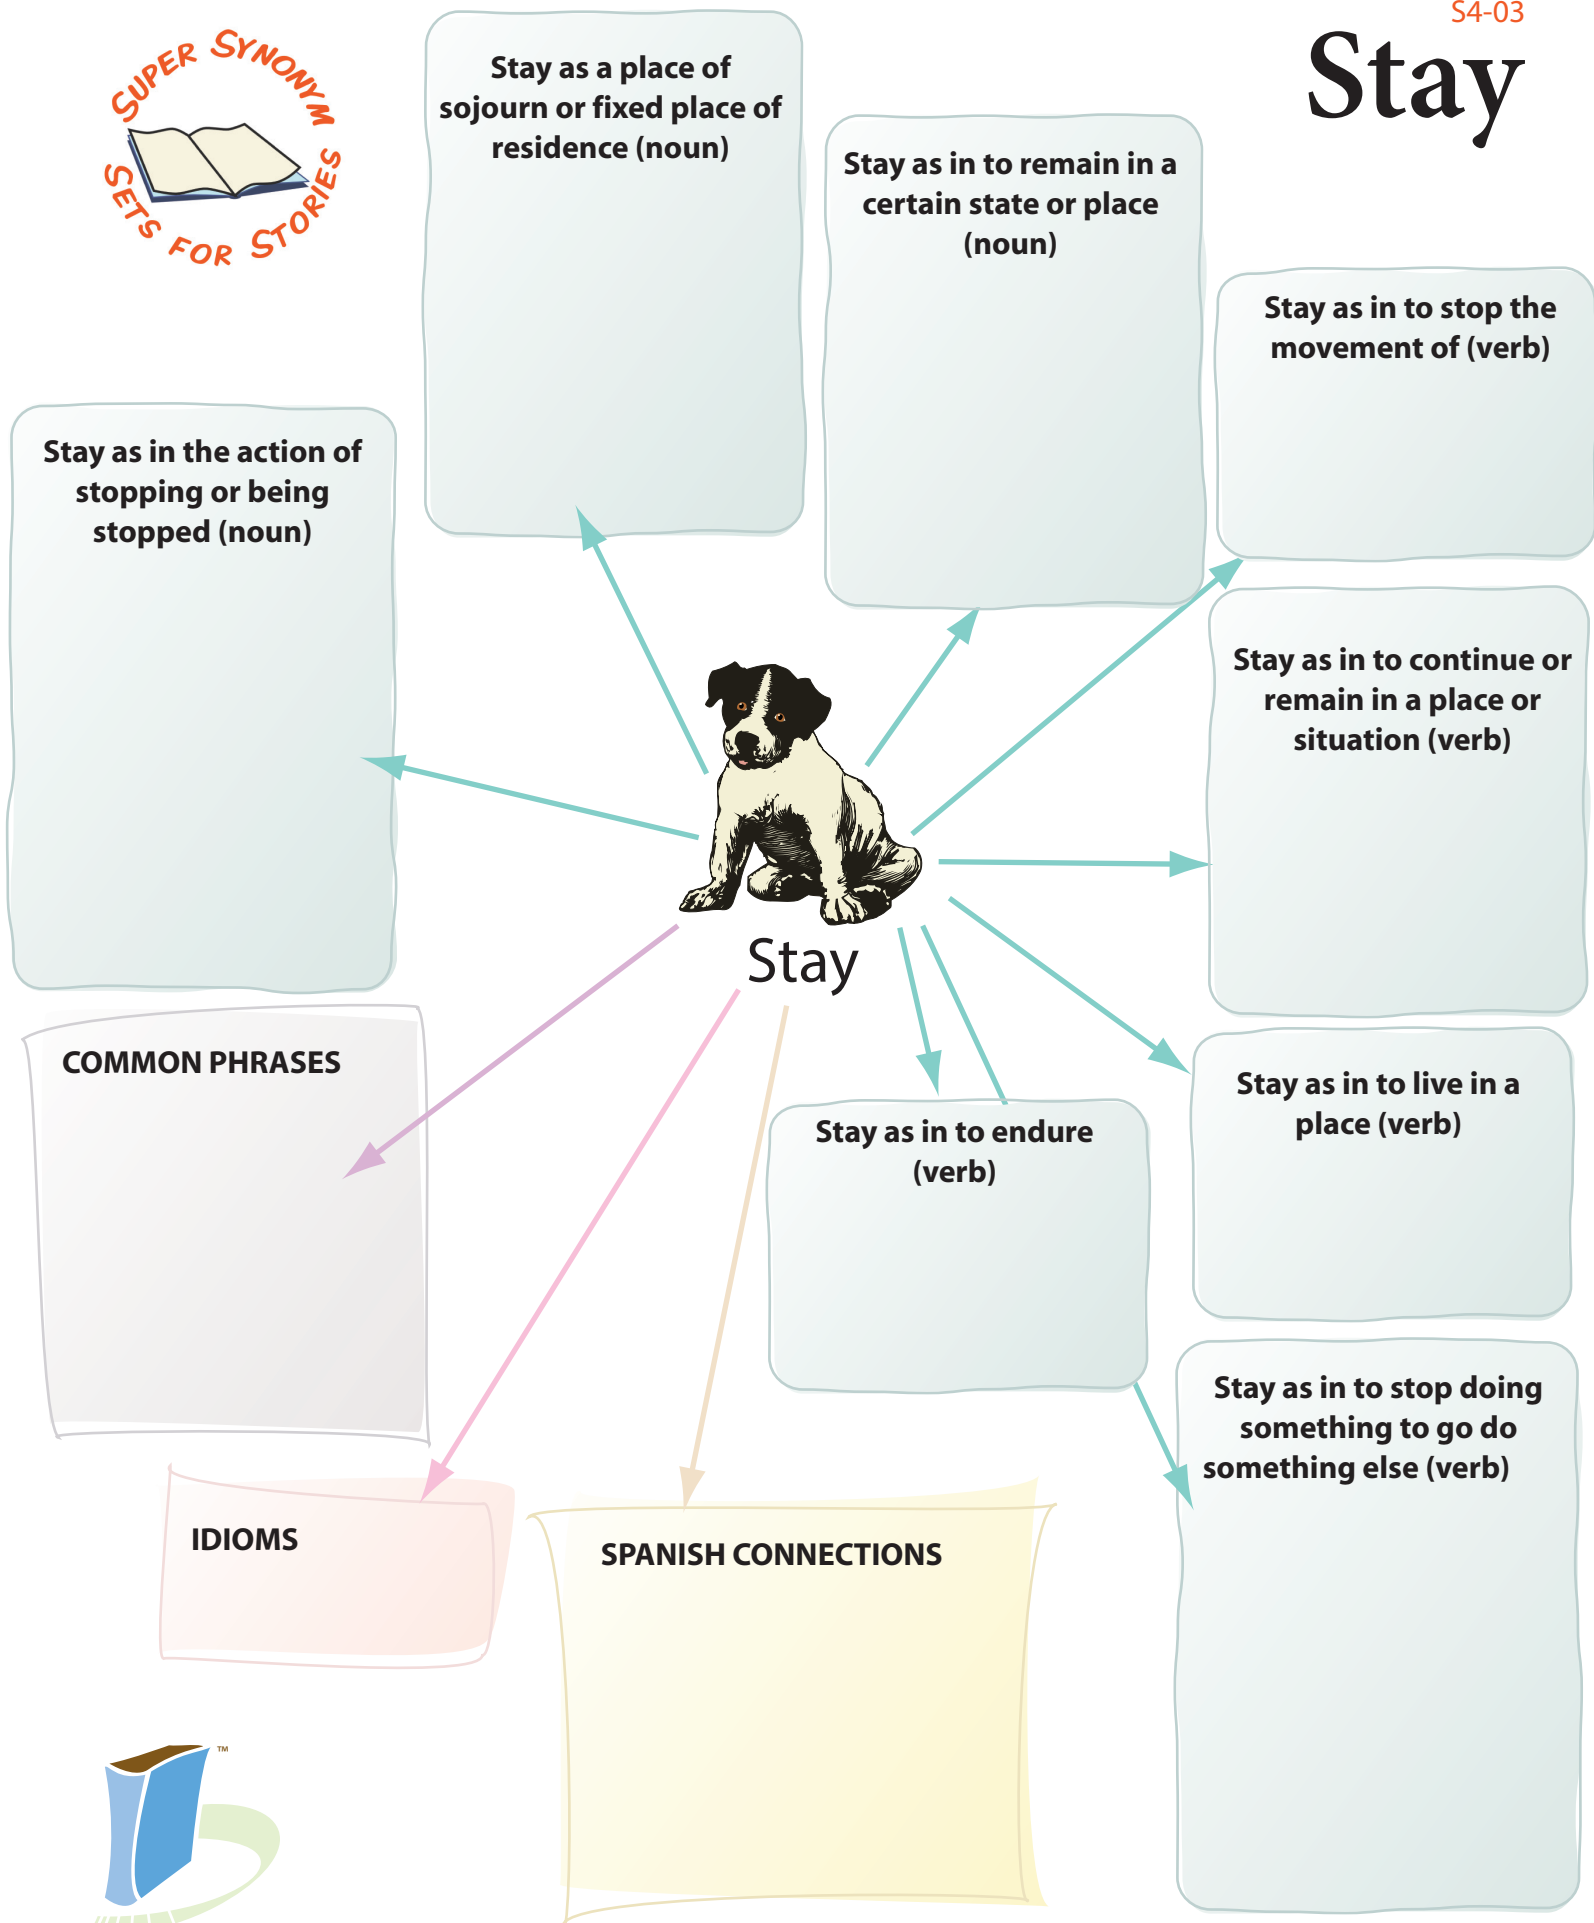 S4-03
Stay
SUPER SYNONYM
SETS FOR STORIES
Stay as a place of
sojourn or fixed place of
residence (noun)
Stay as in to remain in a
certain state or place
(noun)
Stay as in to stop the
movement of (verb)
Stay as in the action of
stopping or being
stopped (noun)
Stay as in to continue or
remain in a place or
situation (verb)
Stay
COMMON PHRASES
Stay as in to live in a
place (verb)
Stay as in to endure
(verb)
Stay as in to stop doing
something to go do
something else (verb)
IDIOMS
SPANISH CONNECTIONS
TM